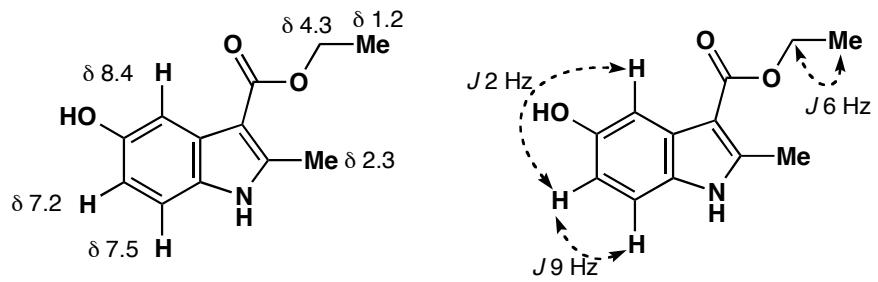 δ 4.3 δ 1.2
O Me
δ 8.4 H O
HO
Me δ 2.3
δ 7.2 H N
H
δ 7.5 H
O Me
J 2 Hz H O
HO J 6 Hz
Me
H N
H
H
J 9 Hz